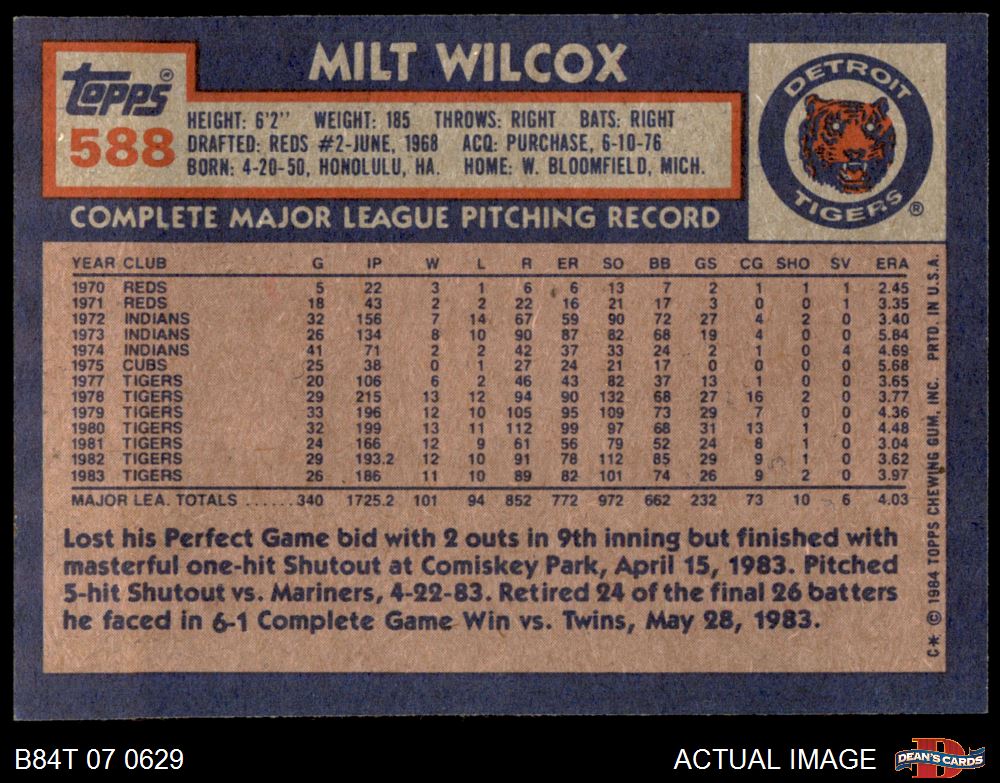 MILT WILCOX
Topps®
588
HEIGHT: 6'2" WEIGHT: 185 THROWS: RIGHT BATS: RIGHT
DRAFTED: REDS #2-JUNE, 1968 ACQ: PURCHASE, 6-10-76
BORN: 4-20-50, HONOLULU, HA. HOME: W. BLOOMFIELD, MICH.
DETROIT
TIGERS ®
COMPLETE MAJOR LEAGUE PITCHING RECORD
YEAR CLUB G IP W L R ER SO BB GS CG SHO SV ERA
1970 REDS 5 22 3 1 6 6 13 7 2 1 1 1 2.45
1971 REDS 18 43 2 2 22 16 21 17 3 0 0 1 3.35
1972 INDIANS 32 156 7 14 67 59 90 72 27 4 2 0 3.40
1973 INDIANS 26 134 8 10 90 87 82 68 19 4 0 0 5.84
1974 INDIANS 41 71 2 2 42 37 33 24 2 1 0 4 4.69
1975 CUBS 25 38 0 1 27 24 21 17 0 0 0 0 5.68
1977 TIGERS 20 106 6 2 46 43 82 37 13 1 0 0 3.65
1978 TIGERS 29 215 13 12 94 90 132 68 27 16 2 0 3.77
1979 TIGERS 33 196 12 10 105 95 109 73 29 7 0 0 4.36
1980 TIGERS 32 199 13 11 112 99 97 68 31 13 1 0 4.48
1981 TIGERS 24 166 12 9 61 56 79 52 24 8 1 0 3.04
1982 TIGERS 29 193.2 12 10 91 78 112 85 29 9 1 0 3.62
1983 TIGERS 26 186 11 10 89 82 101 74 26 9 2 0 3.97
MAJOR LEA. TOTALS ......340 1725.2 101 94 852 772 972 662 232 73 10 6 4.03
Lost his Perfect Game bid with 2 outs in 9th inning but finished with
masterful one-hit Shutout at Comiskey Park, April 15, 1983. Pitched
5-hit Shutout vs. Mariners, 4-22-83. Retired 24 of the final 26 batters
he faced in 6-1 Complete Game Win vs. Twins, May 28, 1983.
C* © 1984 TOPPS CHEWING GUM, INC. PRTD. IN U.S.A.
B84T 07 0629
ACTUAL IMAGE
D
DEAN'S CARDS